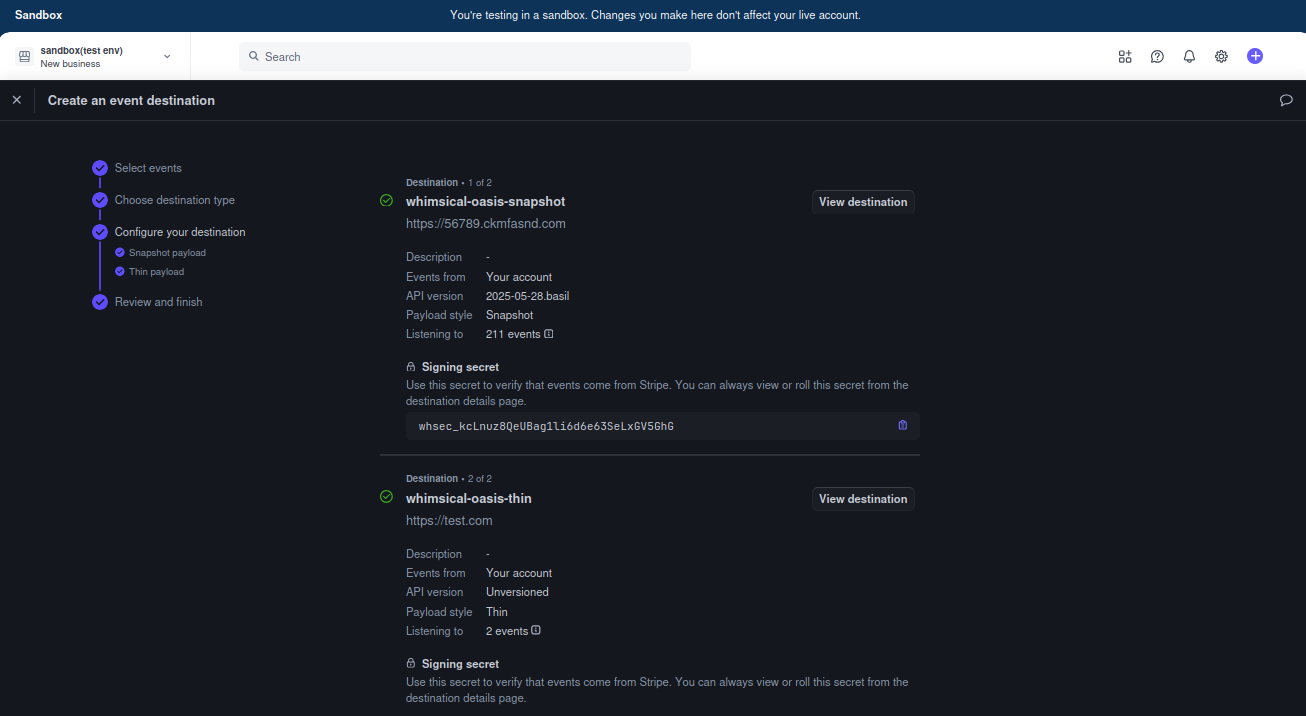 Sandbox
You're testing in a sandbox. Changes you make here don't affect your live account.
sandbox(test env)
New business
Search
Create an event destination
Select events
Choose destination type
Configure your destination
Snapshot payload
Thin payload
Review and finish
Destination • 1 of 2
whimsical-oasis-snapshot
View destination
https://56789.ckmfasnd.com
Description -
Events from Your account
API version 2025-05-28.basil
Payload style Snapshot
Listening to 211 events
Signing secret
Use this secret to verify that events come from Stripe. You can always view or roll this secret from the
destination details page.
whsec_kcLnuz8QeUBag1li6d6e63SeLxGV5GhG
Destination • 2 of 2
whimsical-oasis-thin
View destination
https://test.com
Description -
Events from Your account
API version Unversioned
Payload style Thin
Listening to 2 events
Signing secret
Use this secret to verify that events come from Stripe. You can always view or roll this secret from the
destination details page.